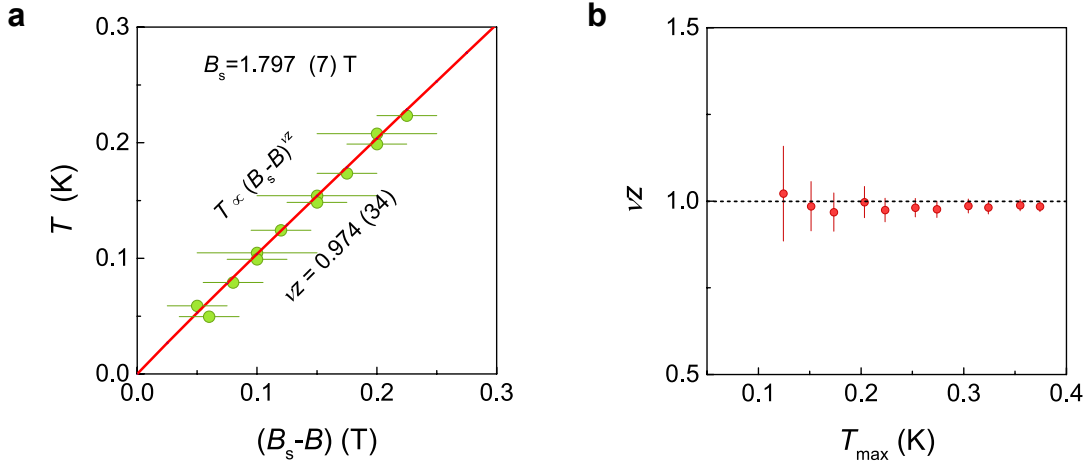 a
0.3
0.2
0.1
0.0
T (K)
B_s=1.797 (7) T
T ∝ (B_s-B)^νz
νz = 0.974 (34)
0.0 0.1 0.2 0.3
(B_s-B) (T)
b
1.5
1.0
0.5
νz
0.1 0.2 0.3 0.4
T_max (K)